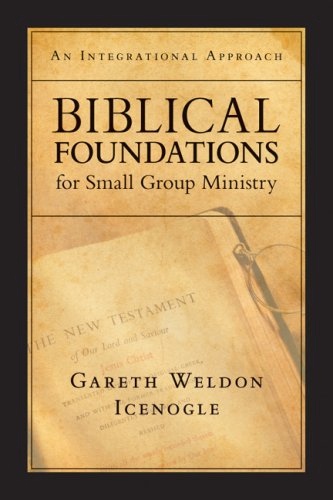 AN INTEGRATIONAL APPROACH
BIBLICAL
FOUNDATIONS
for Small Group Ministry
THE NEW TESTAMENT
of Our Lord and Saviour
Jesus Christ
GARETH WELDON
ICENOGLE